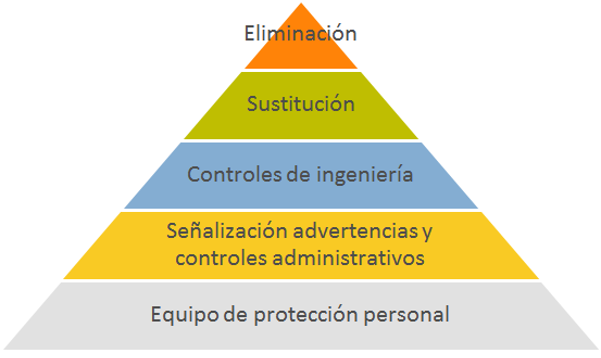 Eliminación
Sustitución
Controles de ingeniería
Señalización advertencias y
controles administrativos
Equipo de protección personal